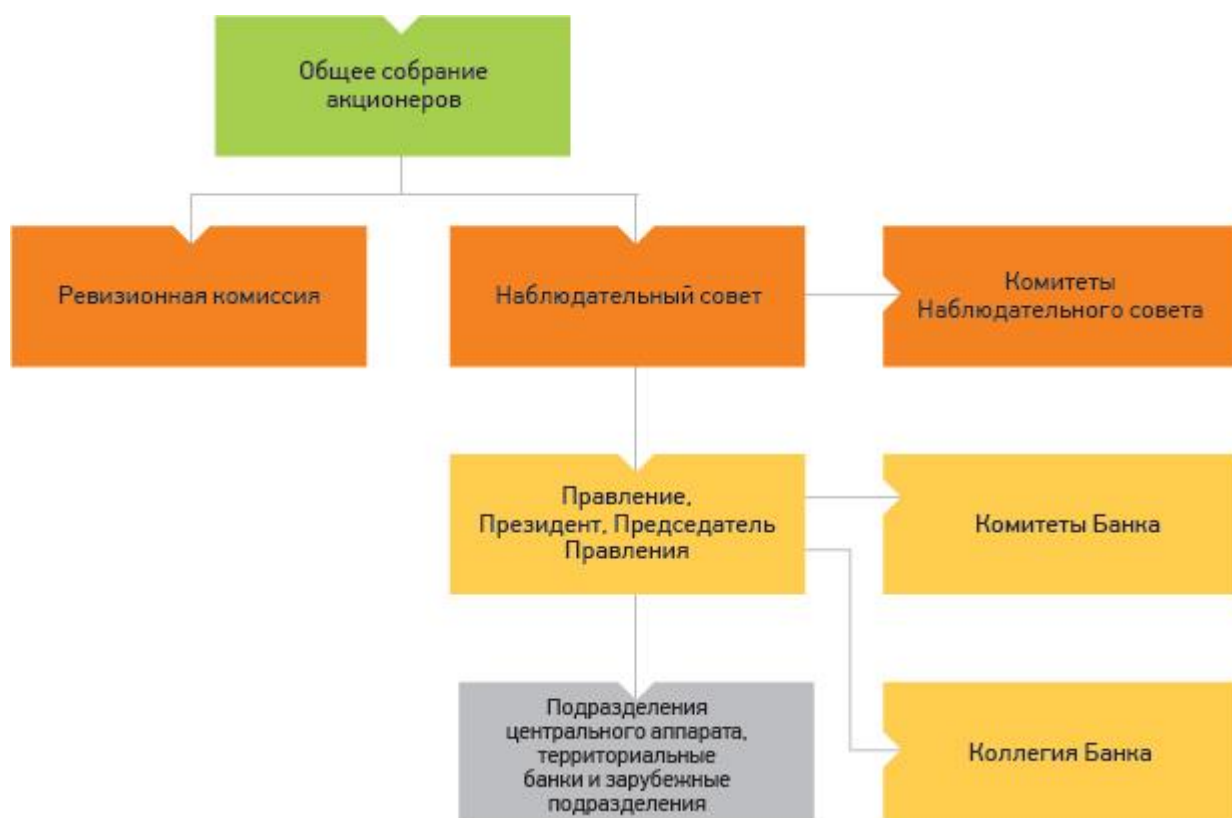 Общее собрание
акционеров
Ревизионная комиссия
Наблюдательный совет
Комитеты
Наблюдательного совета
Правление,
Президент, Председатель
Правления
Комитеты Банка
Подразделения
центрального аппарата,
территориальные
банки и зарубежные
подразделения
Коллегия Банка